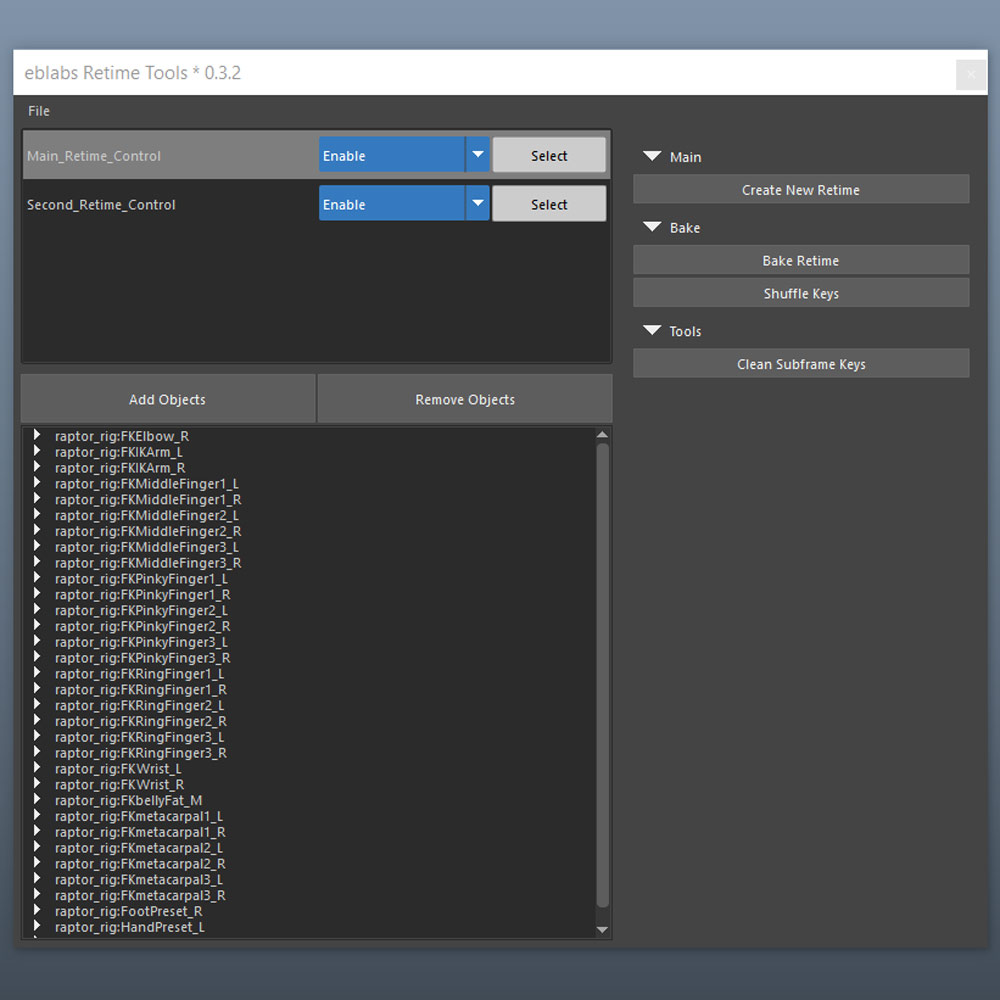 eblabs Retime Tools * 0.3.2
File
Main_Retime_Control Enable Select
Second_Retime_Control Enable Select
Main
Create New Retime
Bake
Bake Retime
Shuffle Keys
Tools
Clean Subframe Keys
Add Objects Remove Objects
raptor_rig:FKElbow_R
raptor_rig:FKIKArm_L
raptor_rig:FKIKArm_R
raptor_rig:FKMiddleFinger1_L
raptor_rig:FKMiddleFinger1_R
raptor_rig:FKMiddleFinger2_L
raptor_rig:FKMiddleFinger2_R
raptor_rig:FKMiddleFinger3_L
raptor_rig:FKMiddleFinger3_R
raptor_rig:FKPinkyFinger1_L
raptor_rig:FKPinkyFinger1_R
raptor_rig:FKPinkyFinger2_L
raptor_rig:FKPinkyFinger2_R
raptor_rig:FKPinkyFinger3_L
raptor_rig:FKPinkyFinger3_R
raptor_rig:FKRingFinger1_L
raptor_rig:FKRingFinger1_R
raptor_rig:FKRingFinger2_L
raptor_rig:FKRingFinger2_R
raptor_rig:FKRingFinger3_L
raptor_rig:FKRingFinger3_R
raptor_rig:FKWrist_L
raptor_rig:FKWrist_R
raptor_rig:FKbellyFat_M
raptor_rig:FKmetacarpal1_L
raptor_rig:FKmetacarpal1_R
raptor_rig:FKmetacarpal2_L
raptor_rig:FKmetacarpal2_R
raptor_rig:FKmetacarpal3_L
raptor_rig:FKmetacarpal3_R
raptor_rig:FootPreset_R
raptor_rig:HandPreset_L